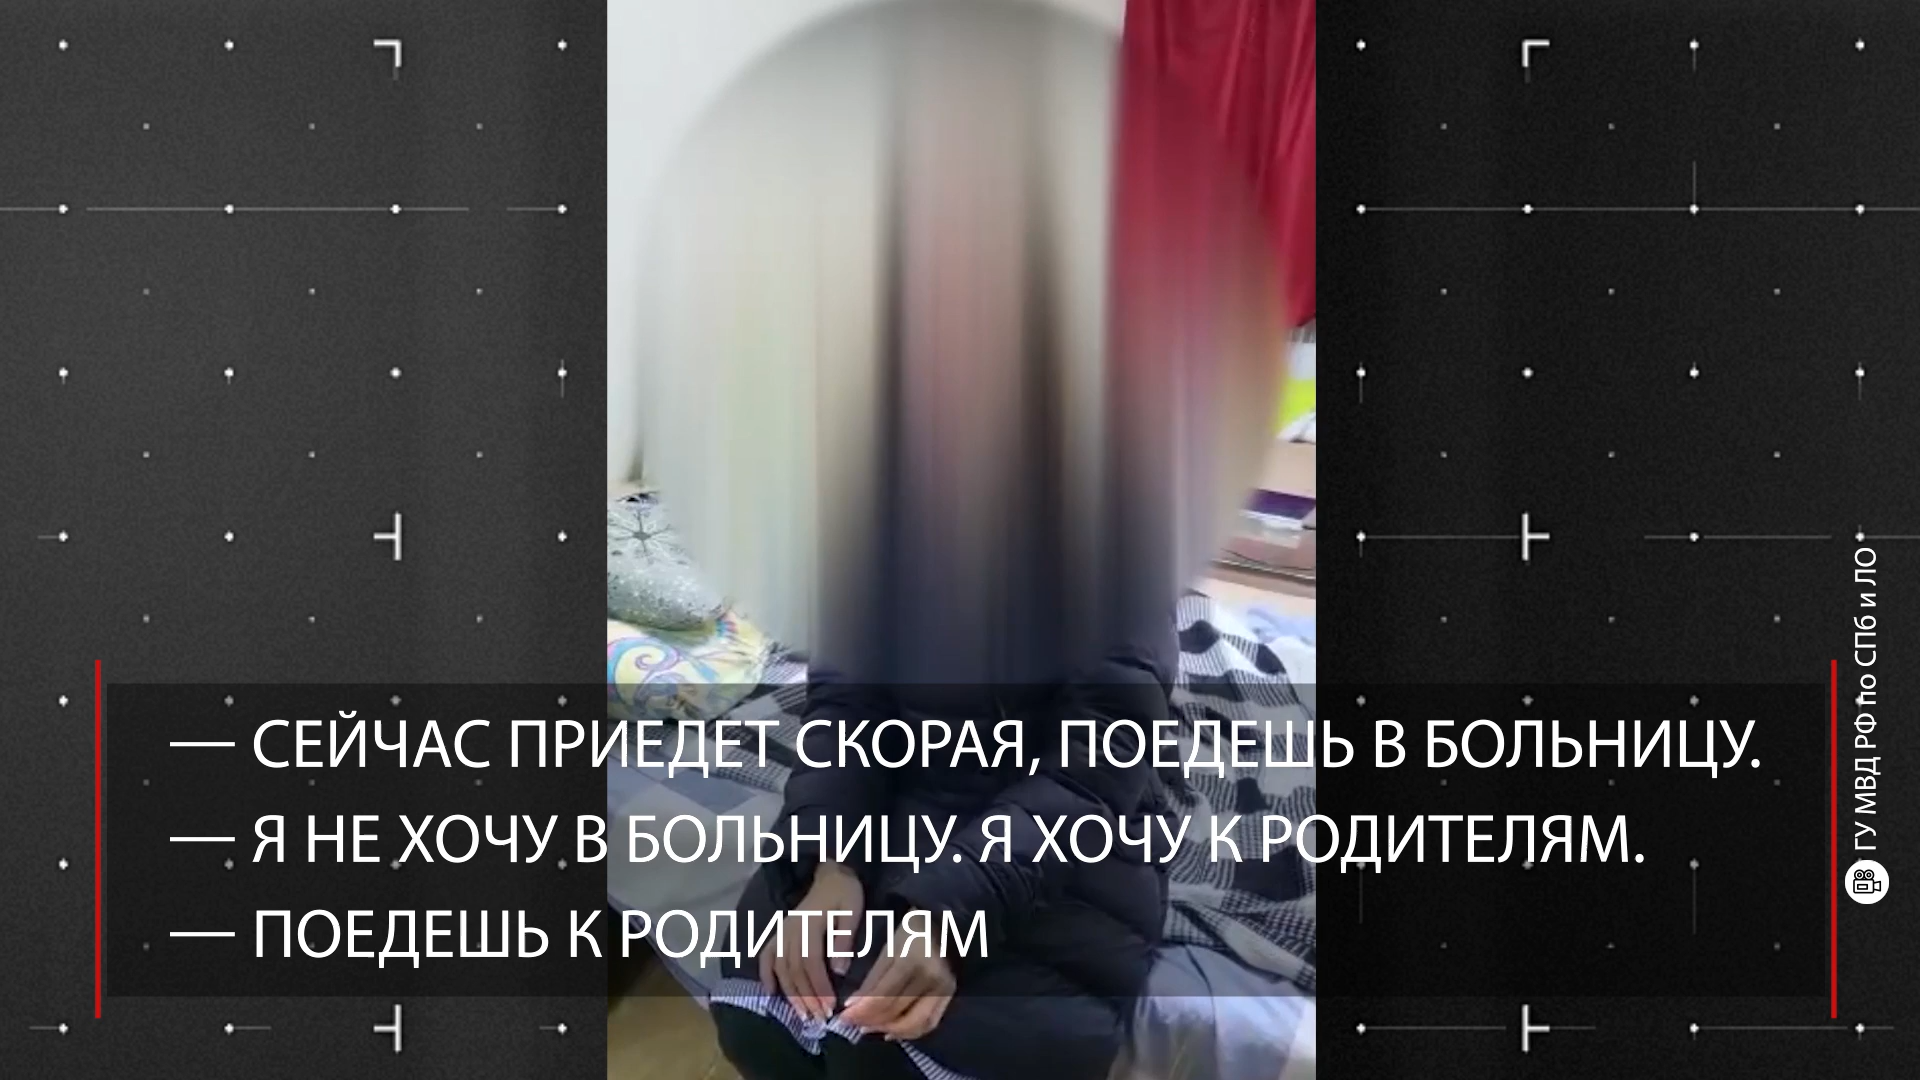 — СЕЙЧАС ПРИЕДЕТ СКОРАЯ, ПОЕДЕШЬ В БОЛЬНИЦУ.
— Я НЕ ХОЧУ В БОЛЬНИЦУ. Я ХОЧУ К РОДИТЕЛЯМ.
— ПОЕДЕШЬ К РОДИТЕЛЯМ
ГУ МВД РФ по СПб и ЛО